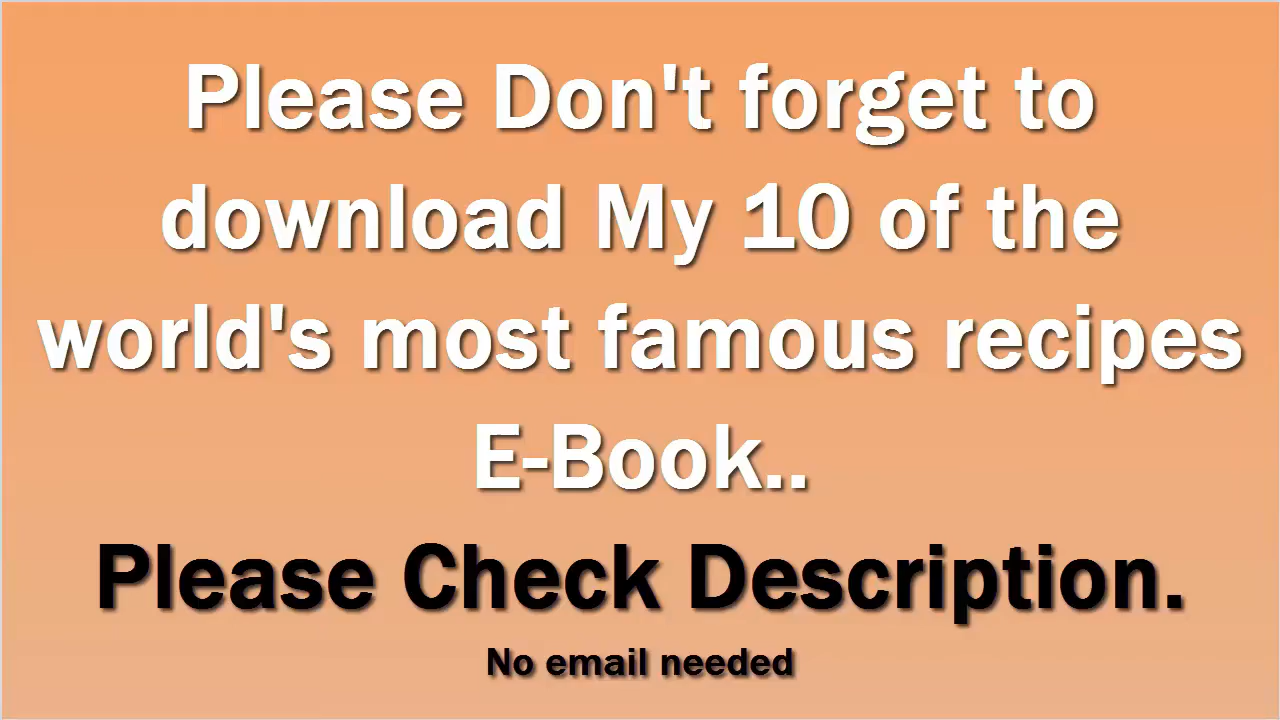 Please Don't forget to
download My 10 of the
world's most famous recipes
E-Book..
Please Check Description.
No email needed